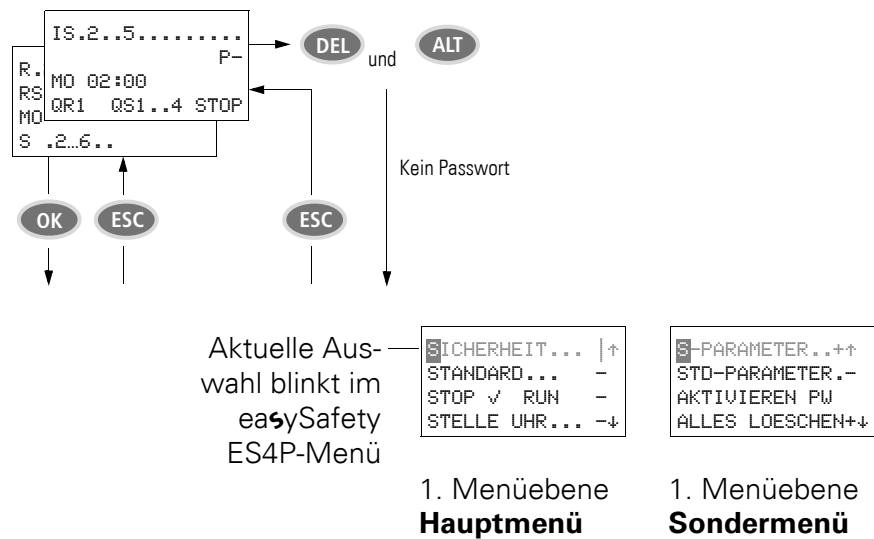 IS.2..5.........
P-
MO 02:00
QR1 QS1..4 STOP
R.
RS
MO
S .2…6..
DEL
und
ALT
Kein Passwort
OK
ESC
ESC
Aktuelle Aus-
wahl blinkt im
easySafety
ES4P-Menü
SICHERHEIT... |↑
STANDARD... -
STOP √ RUN -
STELLE UHR... -↓
S-PARAMETER..+↑
STD-PARAMETER.-
AKTIVIEREN PW
ALLES LOESCHEN+↓
1. Menüebene
Hauptmenü
1. Menüebene
Sondermenü